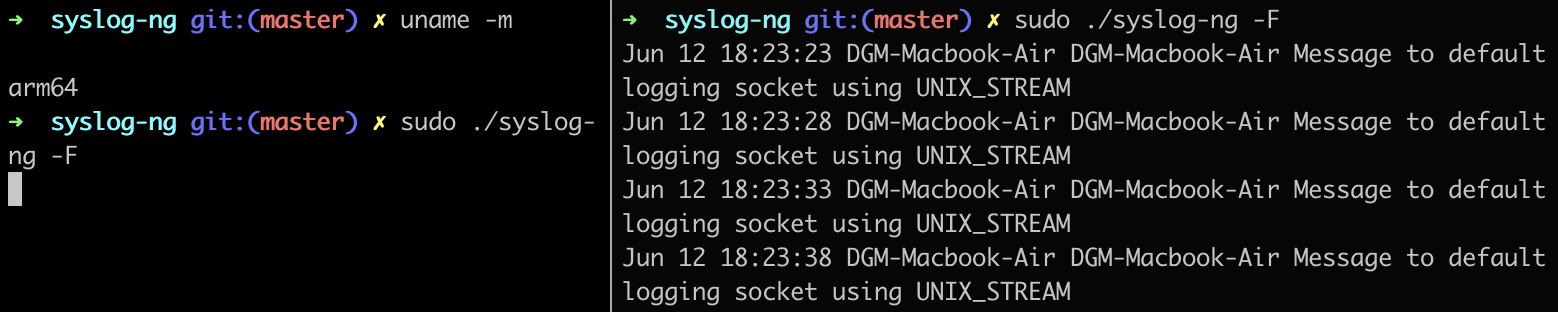 ➜  syslog-ng git:(master) ✗ uname -m
arm64
➜  syslog-ng git:(master) ✗ sudo ./syslog-
ng -F
➜  syslog-ng git:(master) ✗ sudo ./syslog-ng -F
Jun 12 18:23:23 DGM-Macbook-Air DGM-Macbook-Air Message to default
logging socket using UNIX_STREAM
Jun 12 18:23:28 DGM-Macbook-Air DGM-Macbook-Air Message to default
logging socket using UNIX_STREAM
Jun 12 18:23:33 DGM-Macbook-Air DGM-Macbook-Air Message to default
logging socket using UNIX_STREAM
Jun 12 18:23:38 DGM-Macbook-Air DGM-Macbook-Air Message to default
logging socket using UNIX_STREAM